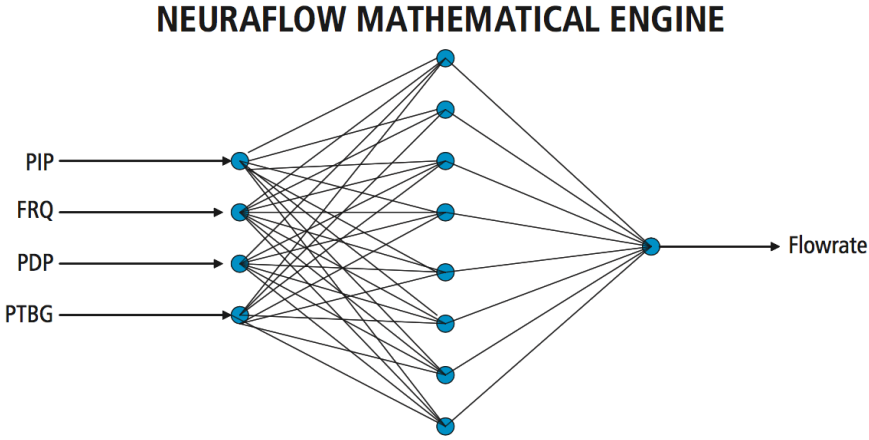 NEURAFLOW MATHEMATICAL ENGINE
PIP
FRQ
PDP
PTBG
Flowrate